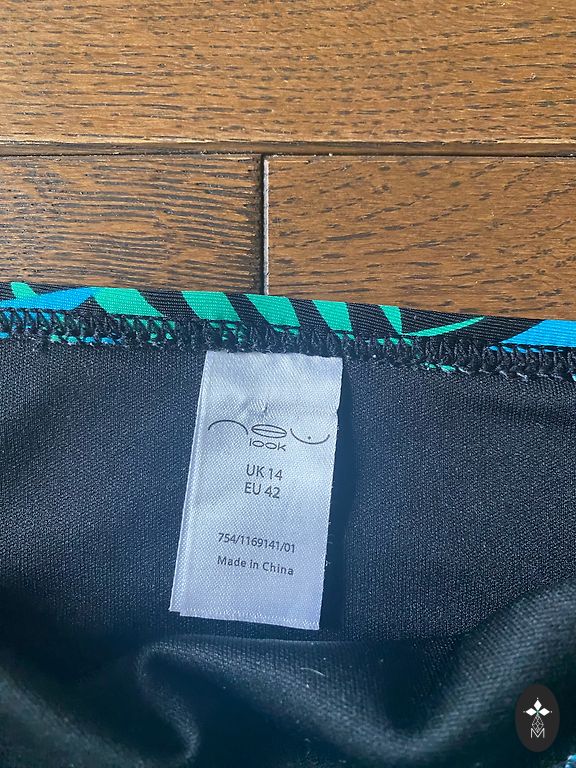 new
look
UK 14
EU 42
754/1169141/01
Made in China
M